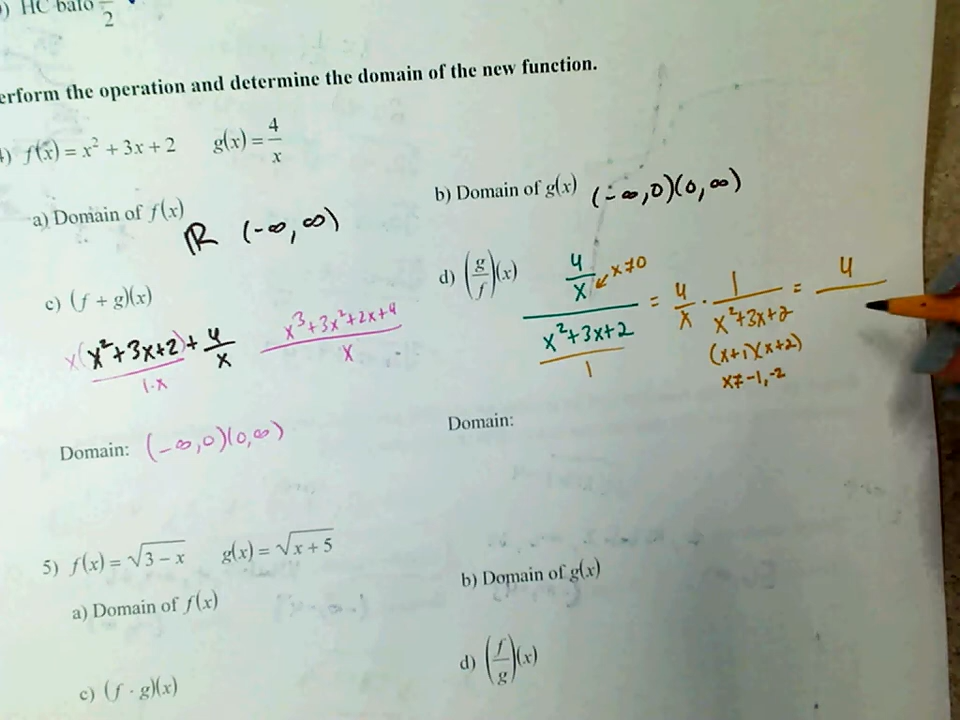 ) HC bato /2
erform the operation and determine the domain of the new function.
4) f(x) = x² + 3x + 2 g(x) = 4/x
a) Domain of f(x) ℝ (-∞, ∞)
b) Domain of g(x) (-∞,0)(0,∞)
c) (f + g)(x)
x(x²+3x+2)/1·x + 4/x (x³+3x²+2x+4)/x
d) (g/f)(x) (4/x)/((x²+3x+2)/1) = 4/x · 1/(x²+3x+2) = 4/
x≠0
(x+1)(x+2)
x≠-1,-2
Domain: (-∞,0)(0,∞)
Domain:
5) f(x) = √(3 − x) g(x) = √(x + 5)
a) Domain of f(x)
b) Domain of g(x)
c) (f · g)(x)
d) (f/g)(x)